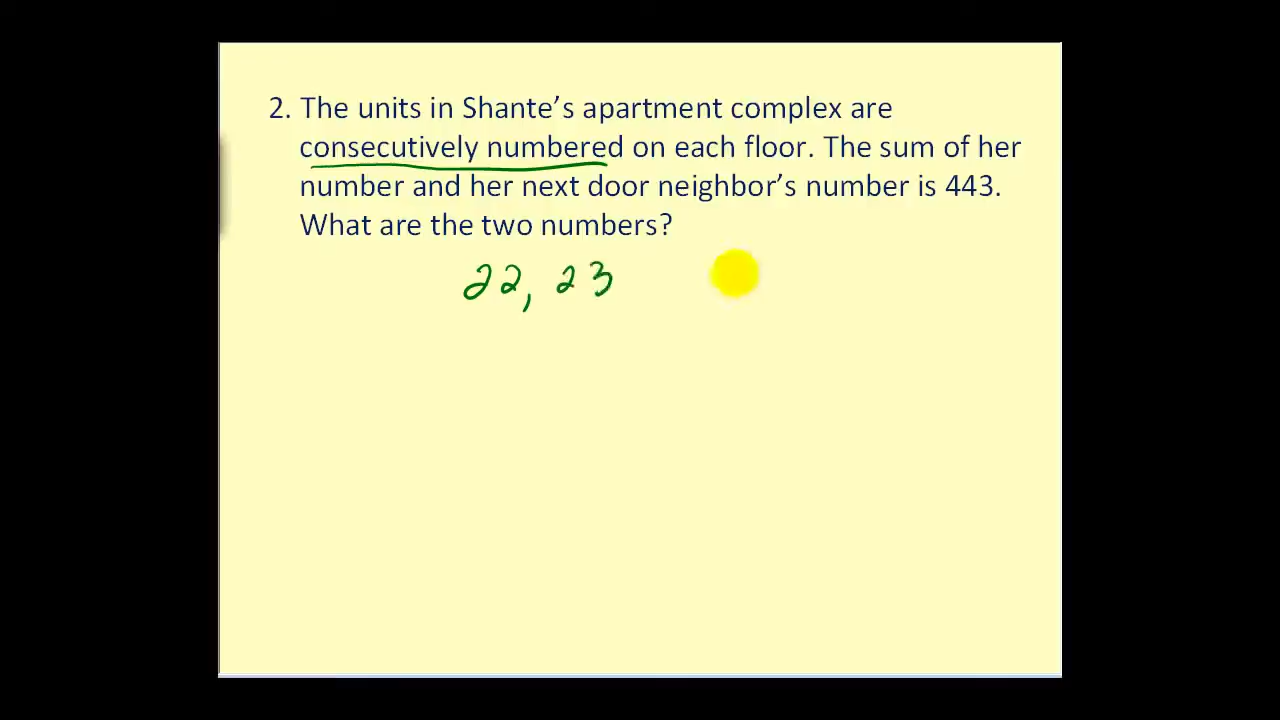 2. The units in Shante’s apartment complex are
consecutively numbered on each floor. The sum of her
number and her next door neighbor’s number is 443.
What are the two numbers?
22, 23